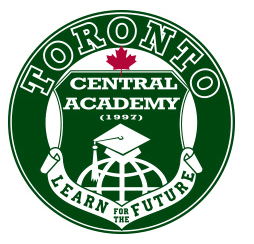 TORONTO
CENTRAL
ACADEMY
(1997)
LEARN FOR THE FUTURE